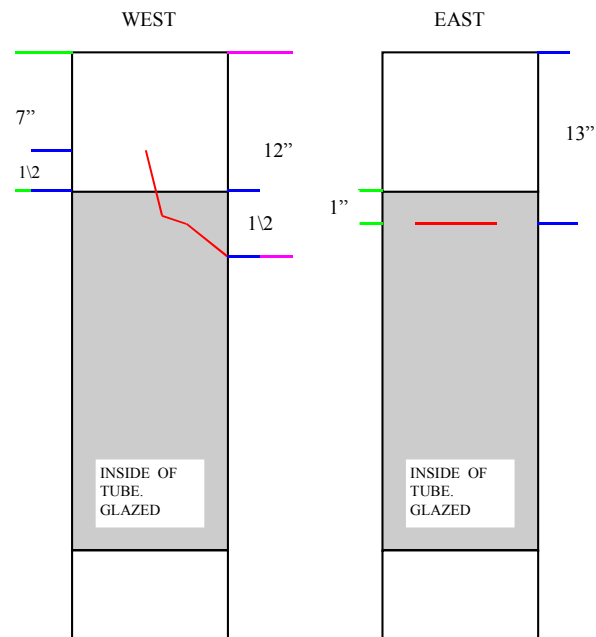 WEST
EAST
7”
1\2
12”
1\2
13”
1”
INSIDE OF
TUBE.
GLAZED
INSIDE OF
TUBE.
GLAZED